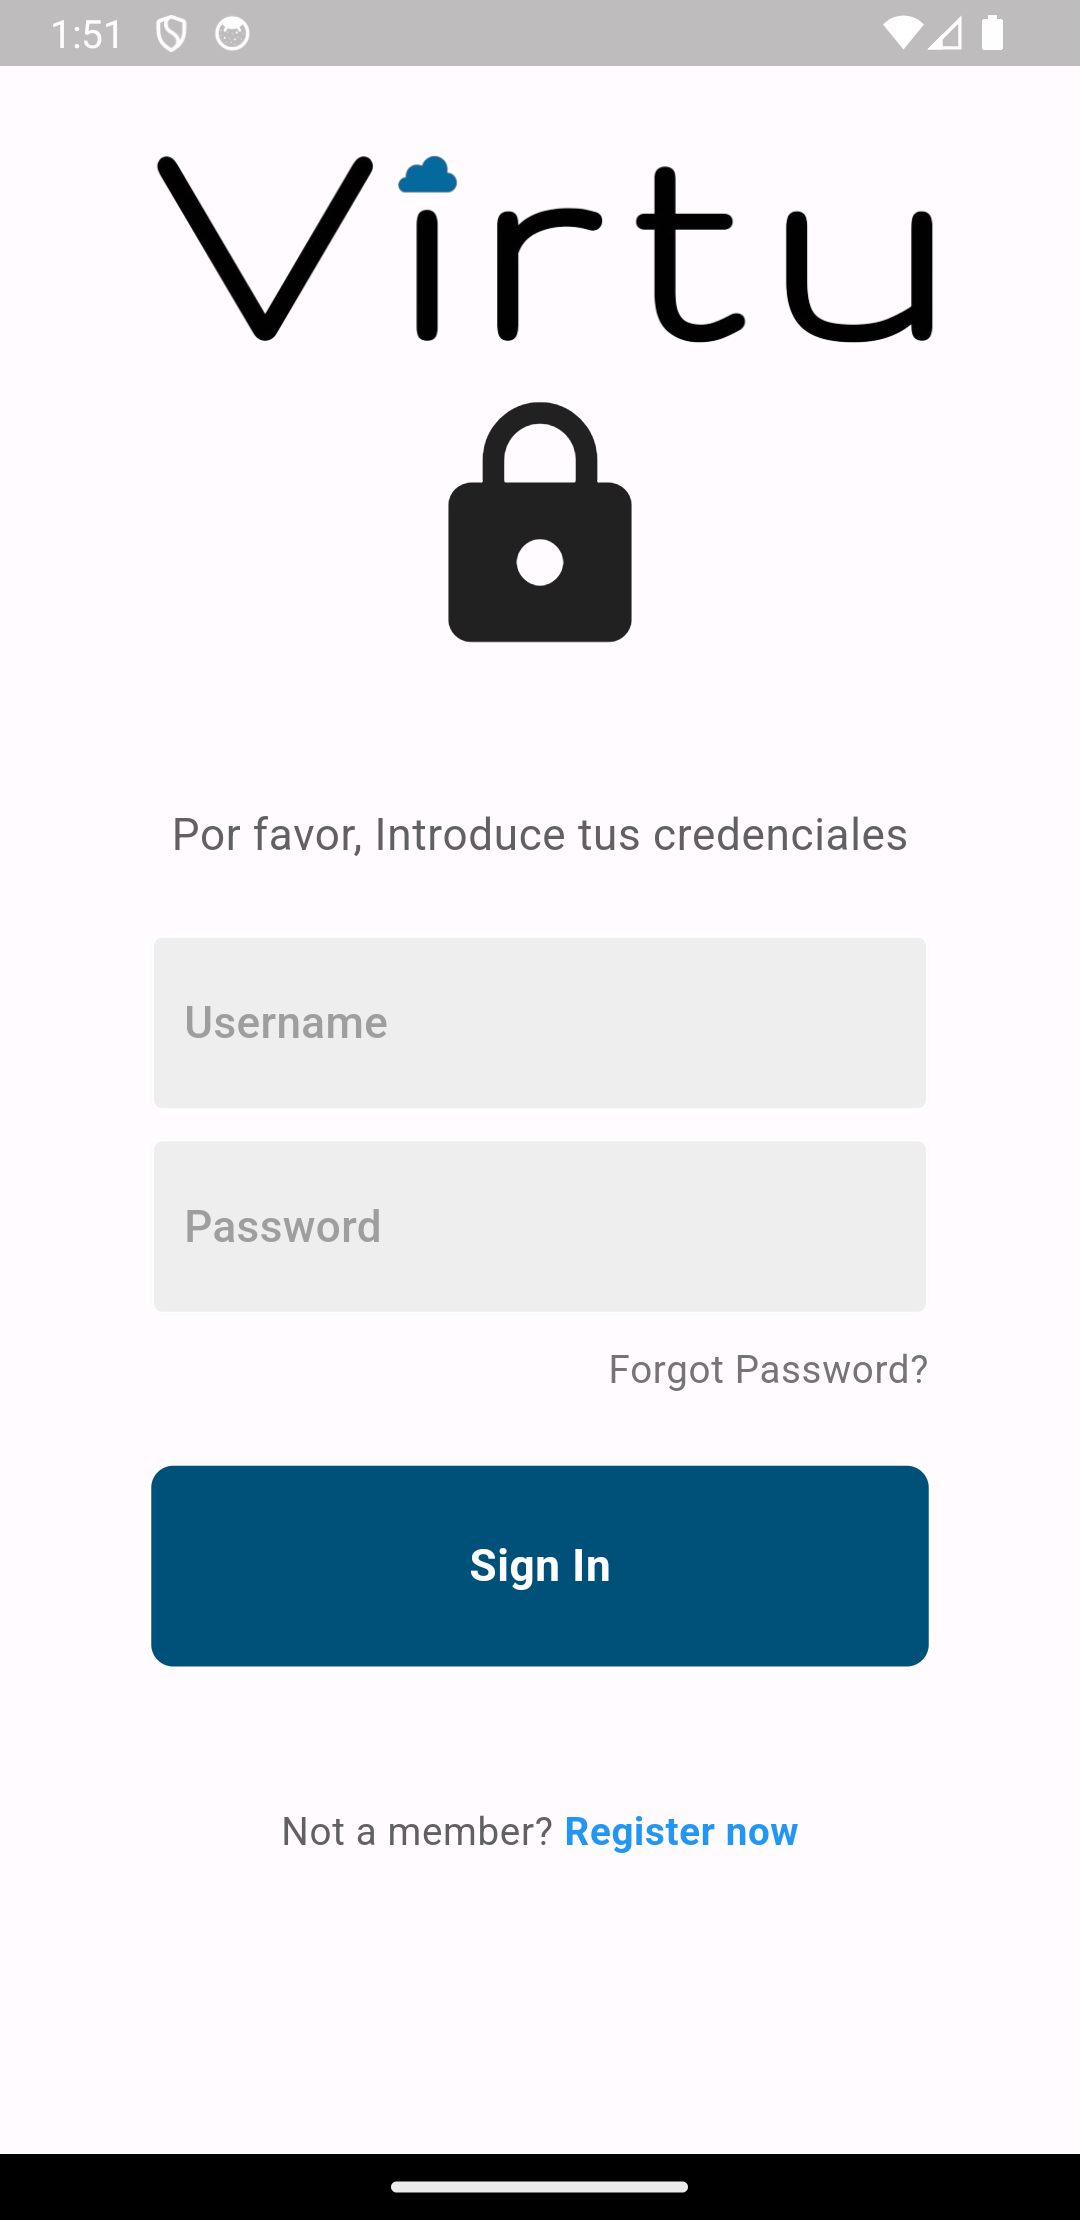 1:51
Virtu
Por favor, Introduce tus credenciales
Username
Password
Forgot Password?
Sign In
Not a member? Register now